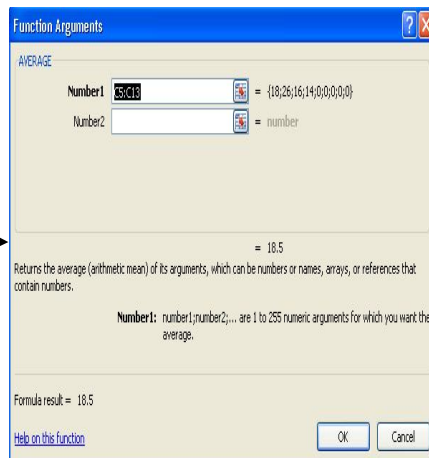 Function Arguments
AVERAGE
Number1 C5:C13 = {18;26;16;14;0;0;0;0;0}
Number2 = number
= 18.5
Returns the average (arithmetic mean) of its arguments, which can be numbers or names, arrays, or references that
contain numbers.
Number1: number1;number2;... are 1 to 255 numeric arguments for which you want the
average.
Formula result = 18.5
Help on this function
OK Cancel